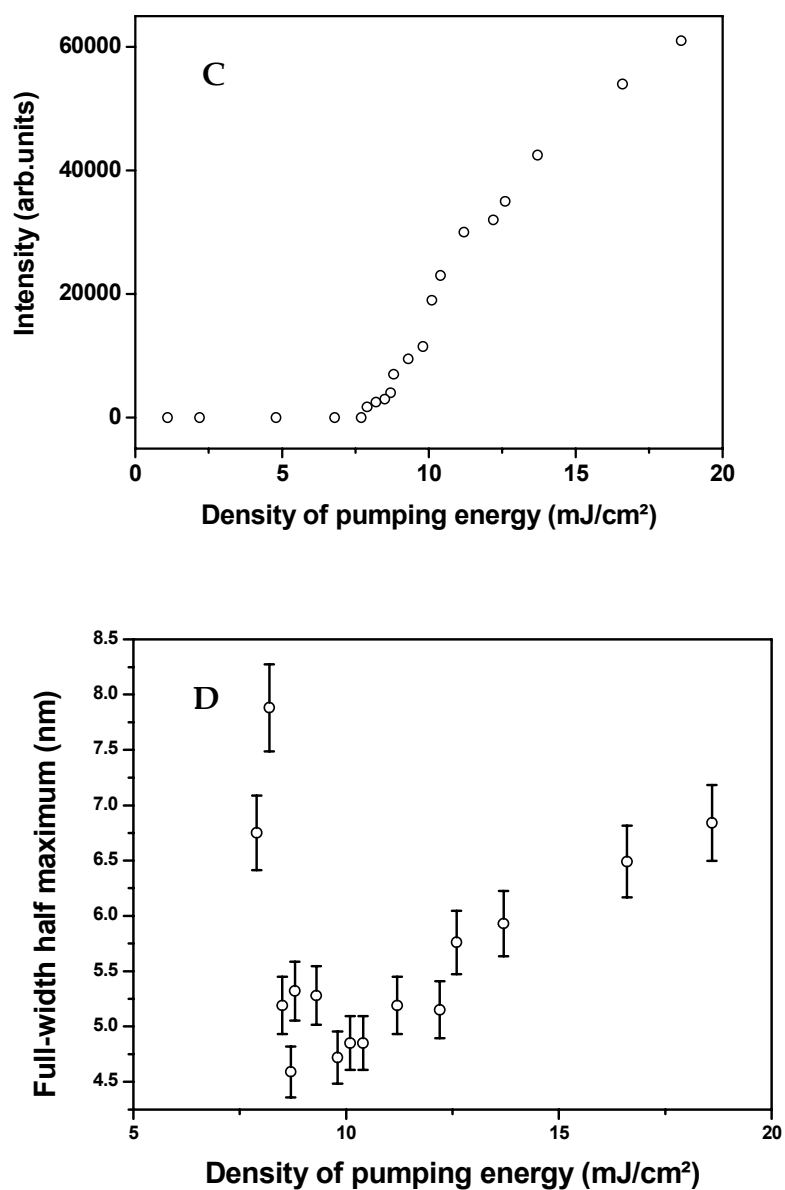 C
60000
40000
20000
0
Intensity (arb.units)
0 5 10 15 20
Density of pumping energy (mJ/cm²)
D
8.5
8.0
7.5
7.0
6.5
6.0
5.5
5.0
4.5
Full-width half maximum (nm)
5 10 15 20
Density of pumping energy (mJ/cm²)